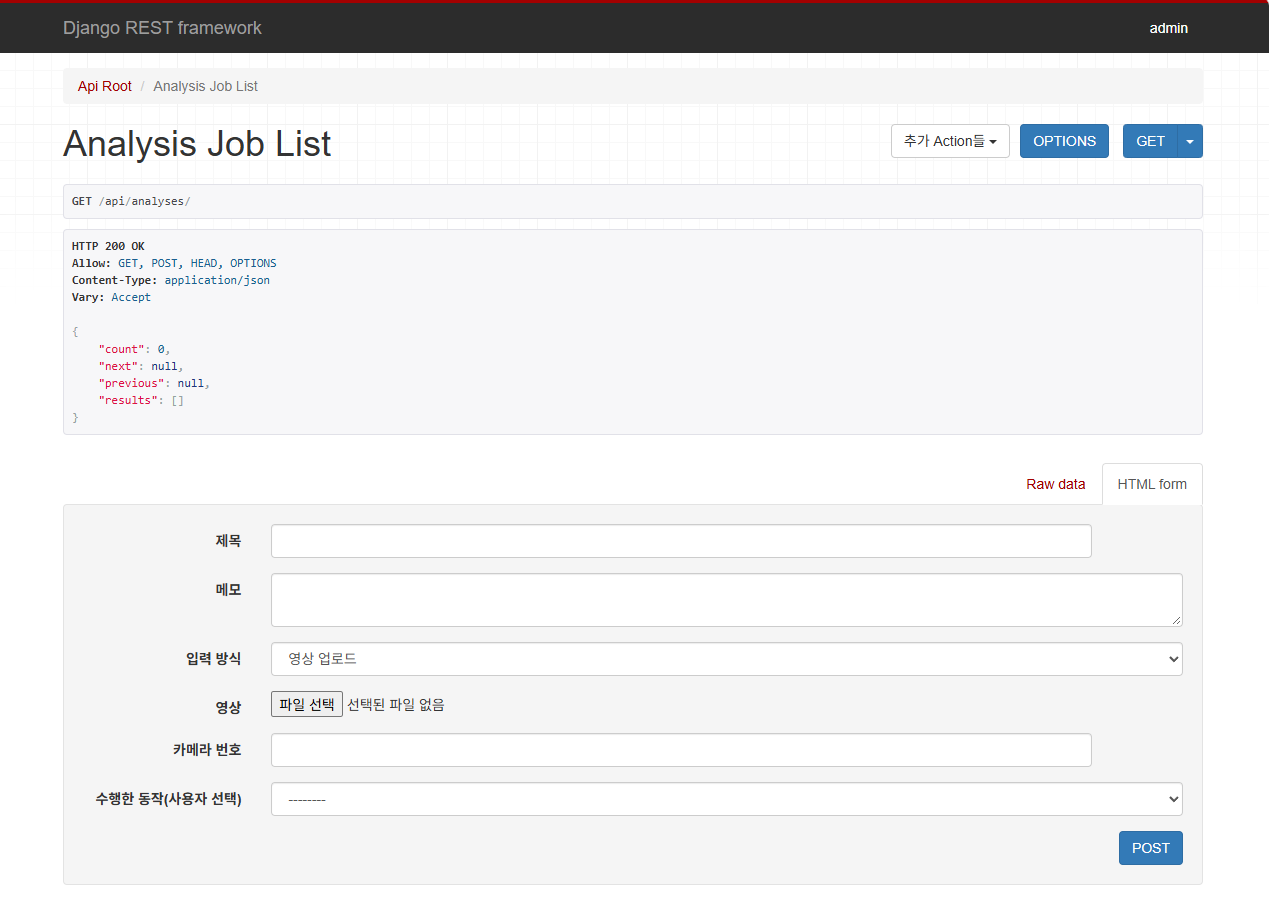 Django REST framework
admin
Api Root / Analysis Job List
Analysis Job List
추가 Action들
OPTIONS
GET
GET /api/analyses/
HTTP 200 OK
Allow: GET, POST, HEAD, OPTIONS
Content-Type: application/json
Vary: Accept
{
    "count": 0,
    "next": null,
    "previous": null,
    "results": []
}
Raw data
HTML form
제목
메모
입력 방식
영상 업로드
영상
파일 선택 선택된 파일 없음
카메라 번호
수행한 동작(사용자 선택)
--------
POST